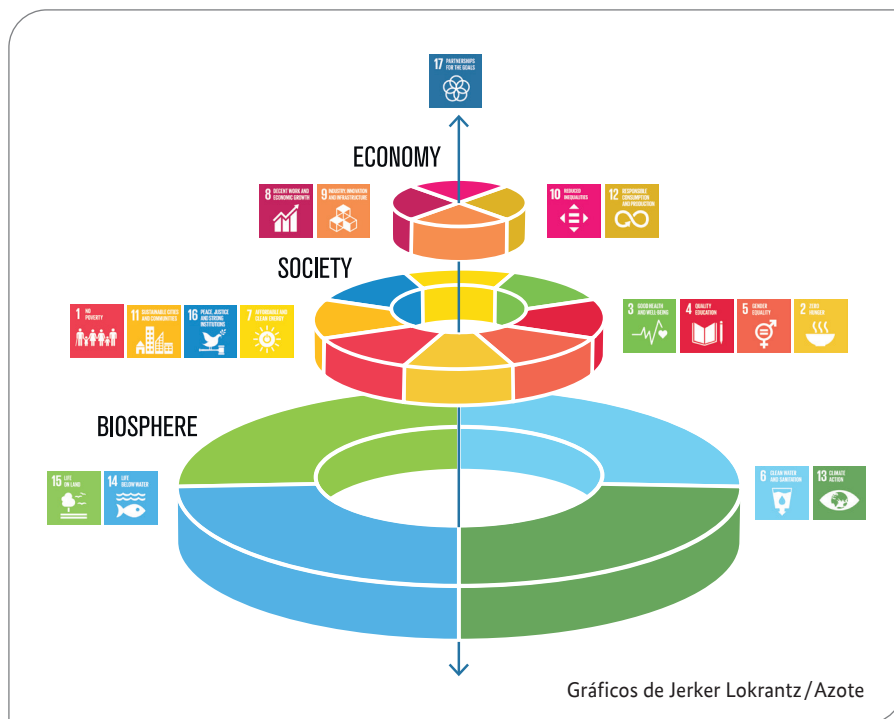 17 PARTNERSHIPS
FOR THE GOALS
ECONOMY
8 DECENT WORK AND
ECONOMIC GROWTH
9 INDUSTRY, INNOVATION
AND INFRASTRUCTURE
10 REDUCED
INEQUALITIES
12 RESPONSIBLE
CONSUMPTION
AND PRODUCTION
SOCIETY
1 NO
POVERTY
11 SUSTAINABLE CITIES
AND COMMUNITIES
16 PEACE, JUSTICE
AND STRONG
INSTITUTIONS
7 AFFORDABLE AND
CLEAN ENERGY
3 GOOD HEALTH
AND WELL-BEING
4 QUALITY
EDUCATION
5 GENDER
EQUALITY
2 ZERO
HUNGER
BIOSPHERE
15 LIFE
ON LAND
14 LIFE
BELOW WATER
6 CLEAN WATER
AND SANITATION
13 CLIMATE
ACTION
Gráficos de Jerker Lokrantz/Azote